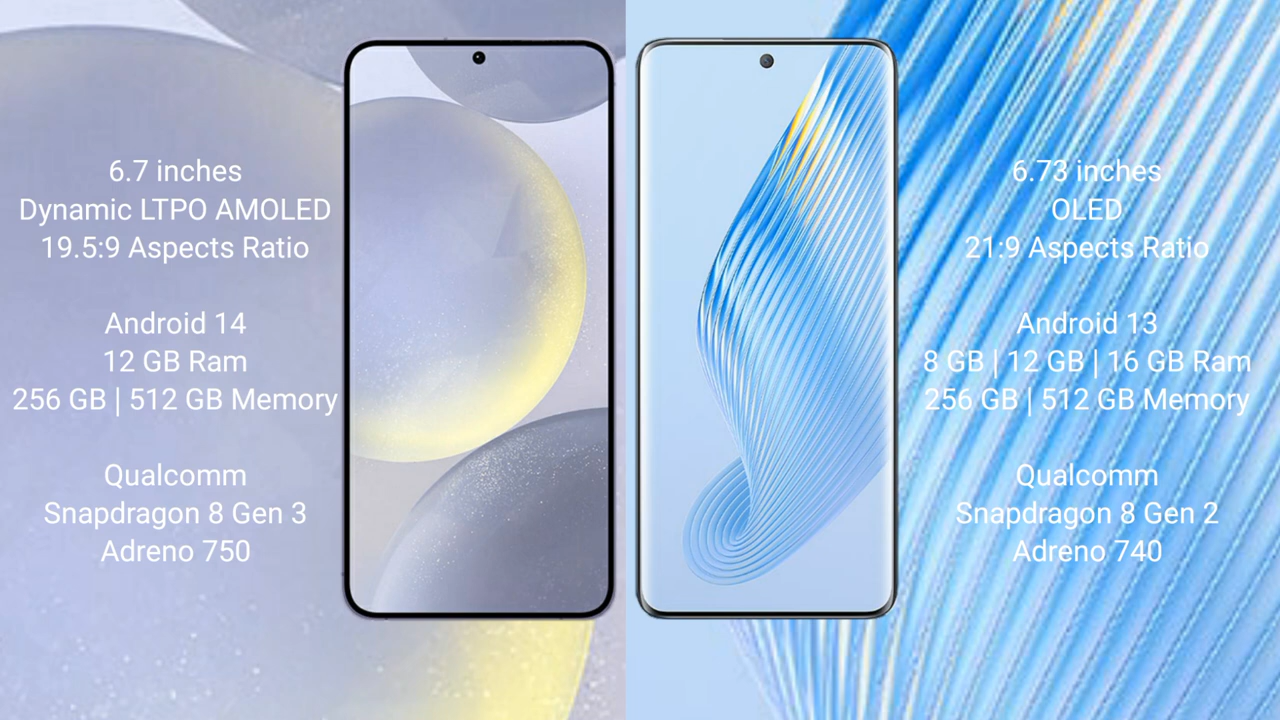 6.7 inches
Dynamic LTPO AMOLED
19.5:9 Aspects Ratio
Android 14
12 GB Ram
256 GB | 512 GB Memory
Qualcomm
Snapdragon 8 Gen 3
Adreno 750
6.73 inches
OLED
21:9 Aspects Ratio
Android 13
8 GB | 12 GB | 16 GB Ram
256 GB | 512 GB Memory
Qualcomm
Snapdragon 8 Gen 2
Adreno 740